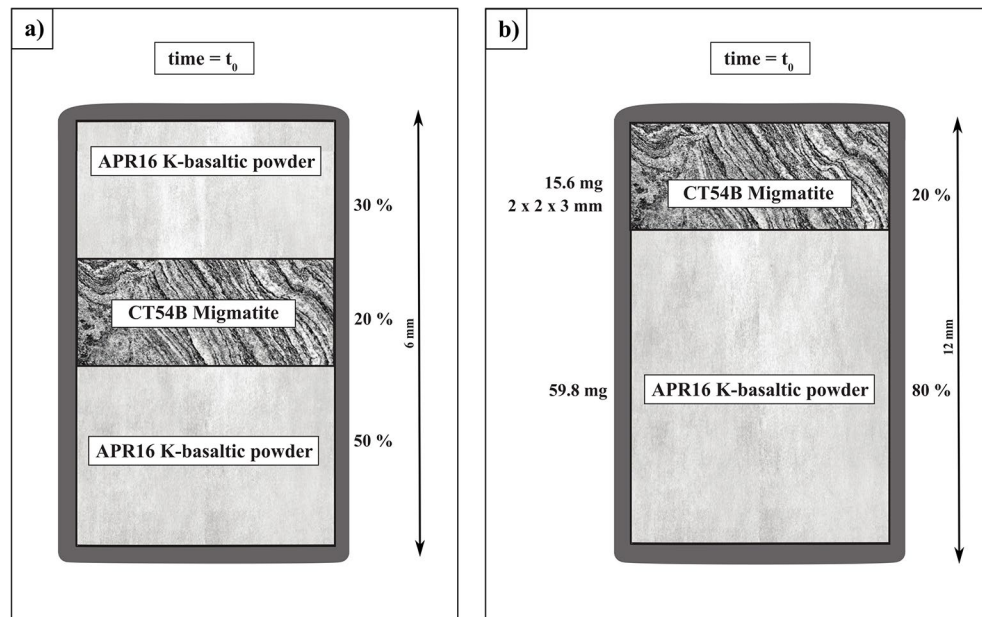 a)
time = t₀
APR16 K-basaltic powder
30 %
CT54B Migmatite
20 %
6 mm
APR16 K-basaltic powder
50 %
b)
time = t₀
15.6 mg
2 x 2 x 3 mm
CT54B Migmatite
20 %
12 mm
59.8 mg
APR16 K-basaltic powder
80 %